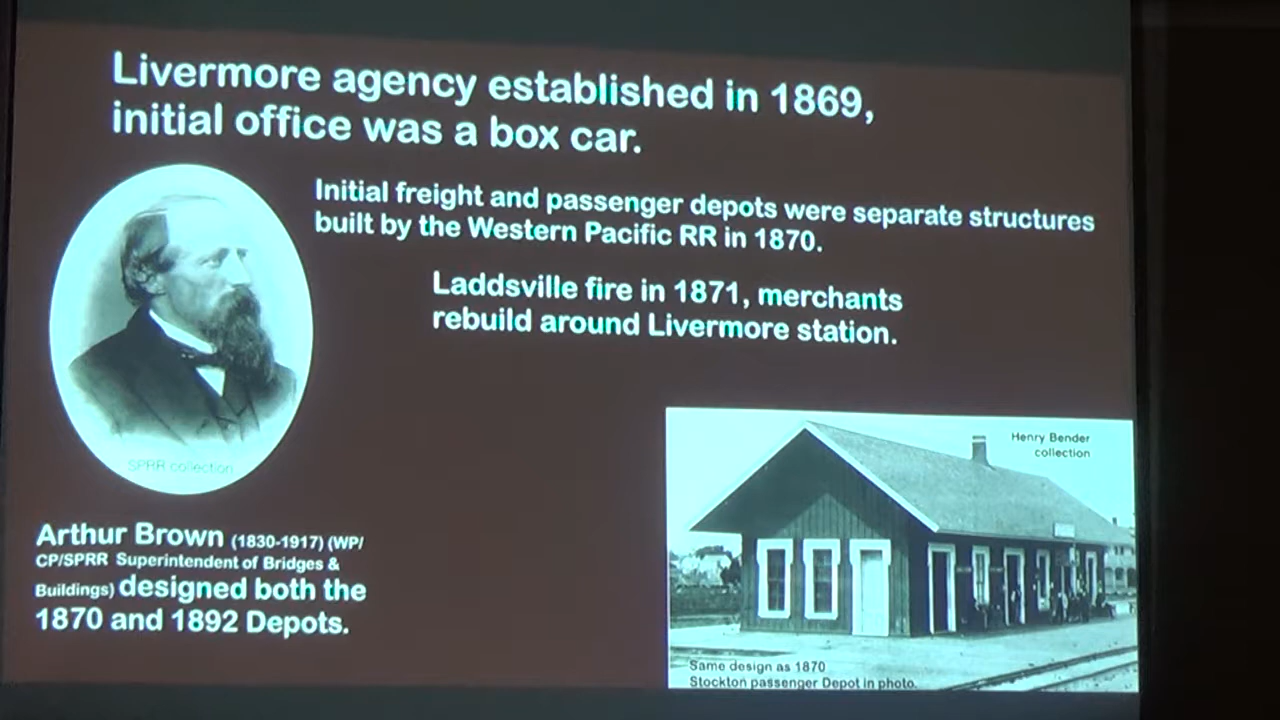 Livermore agency established in 1869,
initial office was a box car.
Initial freight and passenger depots were separate structures
built by the Western Pacific RR in 1870.
Laddsville fire in 1871, merchants
rebuild around Livermore station.
SPRR collection
Arthur Brown (1830-1917) (WP/
CP/SPRR Superintendent of Bridges &
Buildings) designed both the
1870 and 1892 Depots.
Henry Bender
collection
Same design as 1870
Stockton passenger Depot in photo.